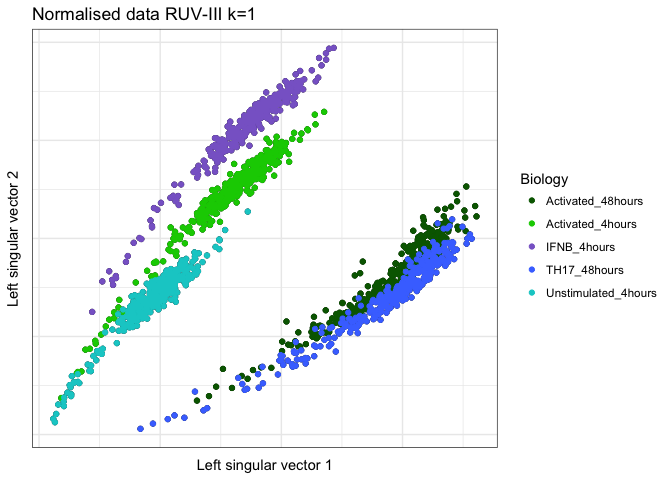 Normalised data RUV-III k=1
Left singular vector 2
Left singular vector 1
Biology
Activated_48hours
Activated_4hours
IFNB_4hours
TH17_48hours
Unstimulated_4hours